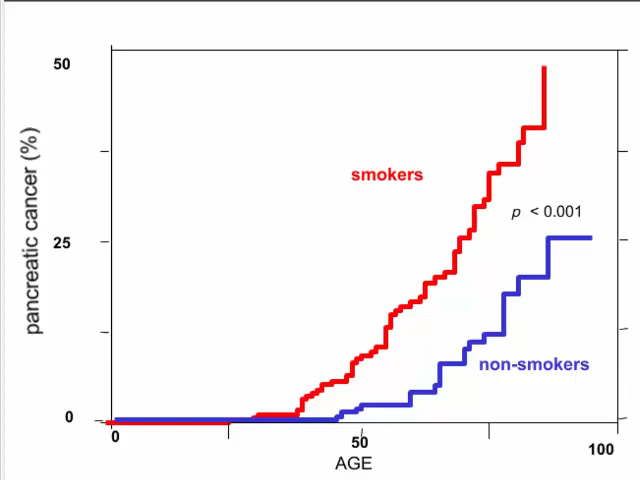 50
pancreatic cancer (%)
smokers
p < 0.001
25
non-smokers
0
0
50
100
AGE